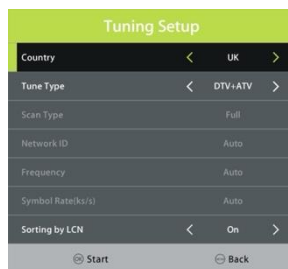 Tuning Setup
Country < UK >
Tune Type < DTV+ATV >
Scan Type Full
Network ID Auto
Frequency Auto
Symbol Rate(ks/s) Auto
Sorting by LCN < On >
OK Start Back